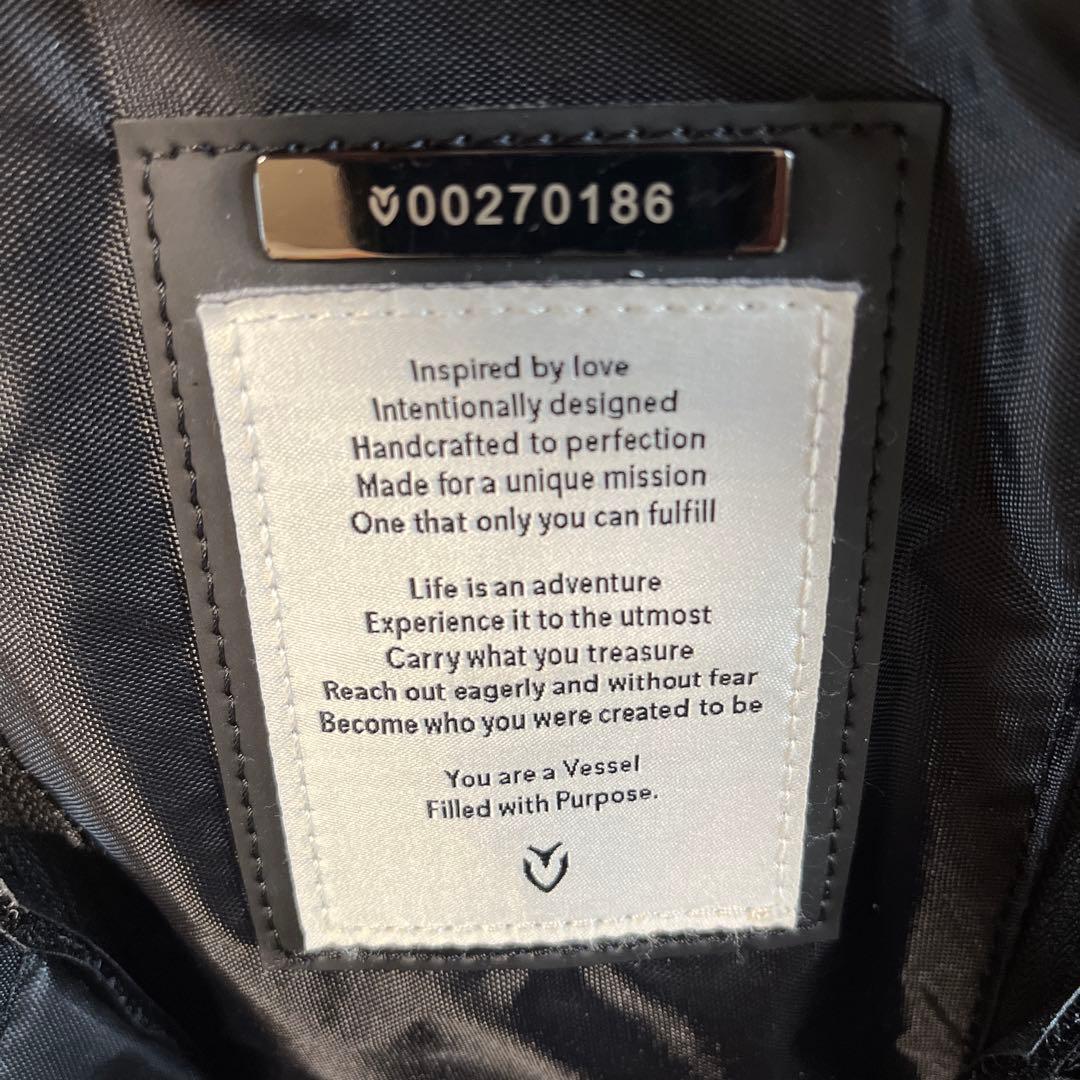 00270186
Inspired by love
Intentionally designed
Handcrafted to perfection
Made for a unique mission
One that only you can fulfill
Life is an adventure
Experience it to the utmost
Carry what you treasure
Reach out eagerly and without fear
Become who you were created to be
You are a Vessel
Filled with Purpose.